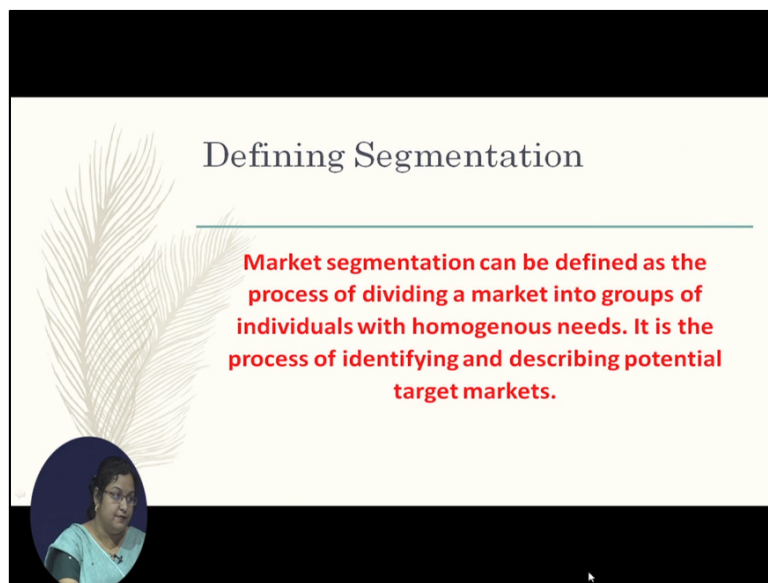 Defining Segmentation
Market segmentation can be defined as the
process of dividing a market into groups of
individuals with homogenous needs. It is the
process of identifying and describing potential
target markets.